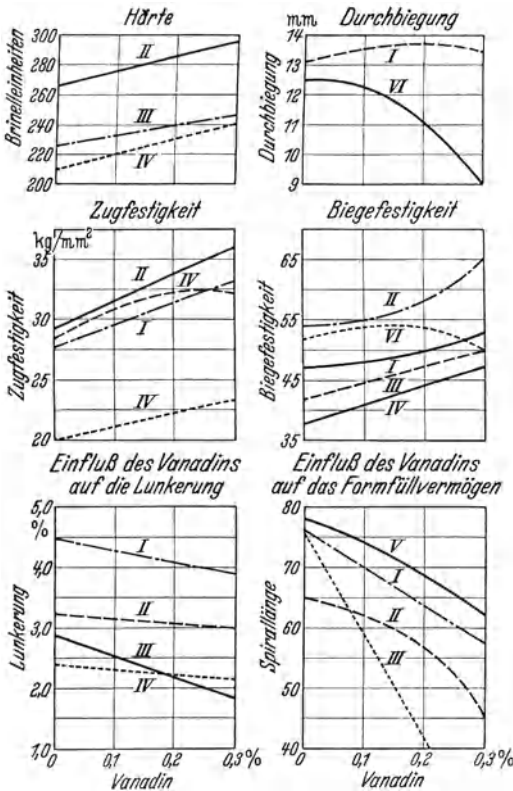 Härte
Brinelleinheiten
300
280
260
240
220
200
II
III
IV
mm Durchbiegung
Durchbiegung
14
13
12
11
10
9
I
VI
Zugfestigkeit
kg/mm²
Zugfestigkeit
35
30
25
20
II
IV
I
IV
Biegefestigkeit
Biegefestigkeit
65
55
45
35
II
VI
I
III
IV
Einfluß des Vanadins
auf die Lunkerung
Lunkerung
5,0
%
4,0
3,0
2,0
1,0
I
II
III
IV
0 0,1 0,2 0,3 %
Vanadin
Einfluß des Vanadins
auf das Formfüllvermögen
Spirallänge
80
70
60
50
40
V
I
II
III
0 0,1 0,2 0,3 %
Vanadin